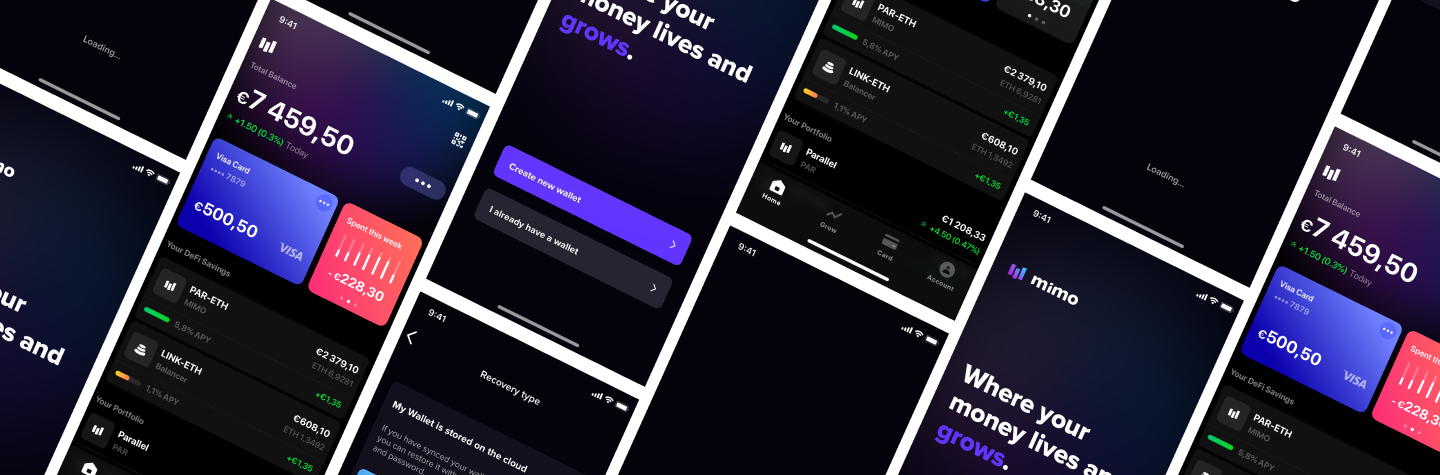 Loading...
mo
ur
s and
9:41
Total Balance
€7 459,50
+1.50 (0.3%) Today
Visa Card
•••• 7879
€500,50
VISA
Spent this week
- €228,30
Your DeFi Savings
PAR-ETH
MIMO
€2 379,10
ETH 6,9281
5,8% APY
+€1,35
LINK-ETH
Balancer
€608,10
ETH 1,3492
1,1% APY
+€1,35
Your Portfolio
Parallel
PAR
your
money lives and
grows.
Create new wallet
I already have a wallet
9:41
Recovery type
My Wallet is stored on the cloud
If you have synced your
you can restore it with
and password.
8,30
PAR-ETH
MIMO
€2 379,10
ETH 6,9281
5,8% APY
+€1,35
LINK-ETH
Balancer
€608,10
ETH 1,3492
1,1% APY
+€1,35
Your Portfolio
Parallel
PAR
€1 208,33
+4.50 (0.47%)
Home
Grow
Card
Account
9:41
Loading...
9:41
mimo
Where your
money lives an
grows.
9:41
Total Balance
€7 459,50
+1.50 (0.3%) Today
Visa Card
•••• 7879
€500,50
VISA
Spent th
- €228,3
Your DeFi Savings
PAR-ETH
MIMO
5,8% APY
LINK-ETH